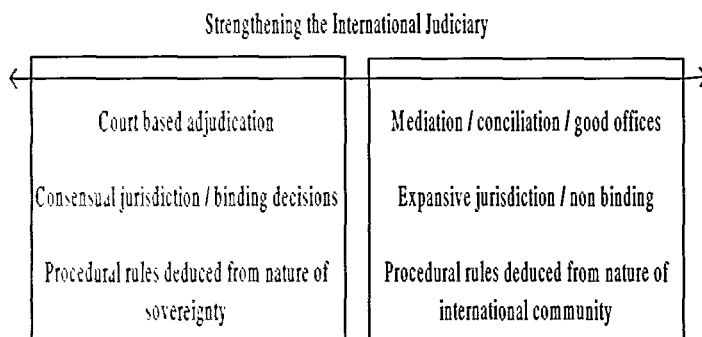 Strengthening the International Judiciary
Court based adjudication
Consensual jurisdiction / binding decisions
Procedural rules deduced from nature of
sovereignty
Mediation / conciliation / good offices
Expansive jurisdiction / non binding
Procedural rules deduced from nature of
international community